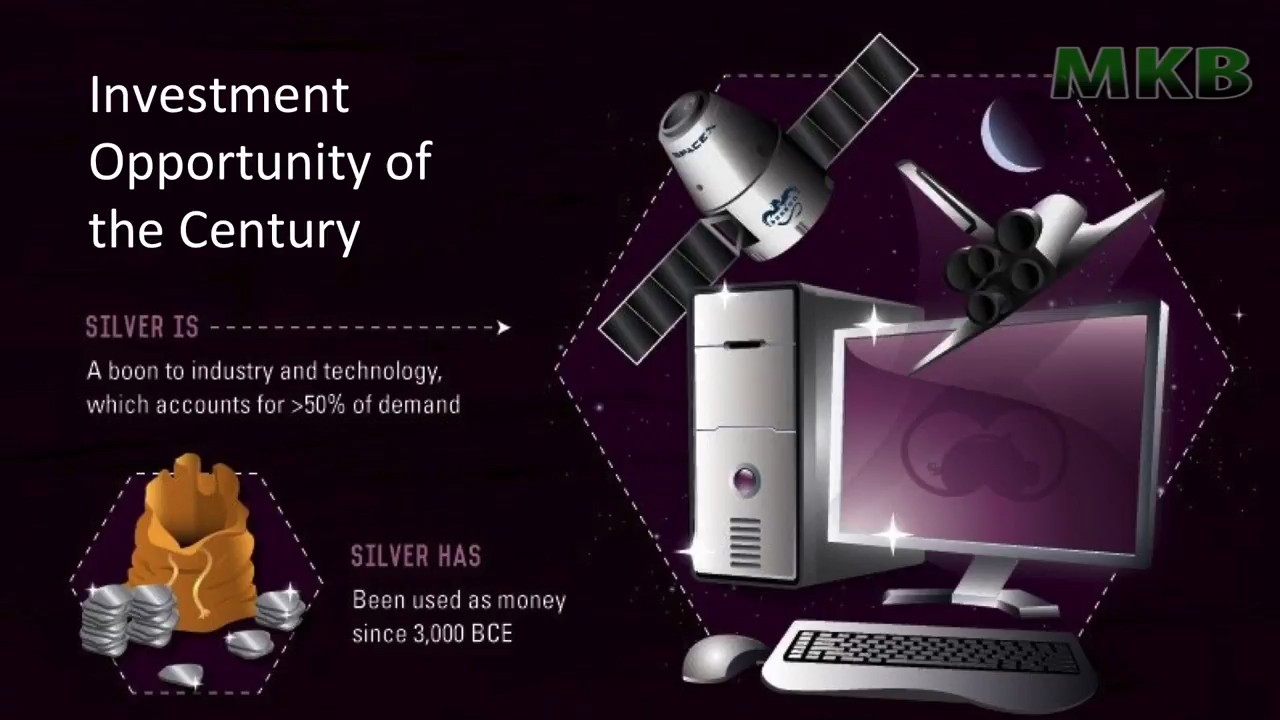 MKB
Investment
Opportunity of
the Century
SPACEX
SILVER IS
A boon to industry and technology,
which accounts for >50% of demand
SILVER HAS
Been used as money
since 3,000 BCE